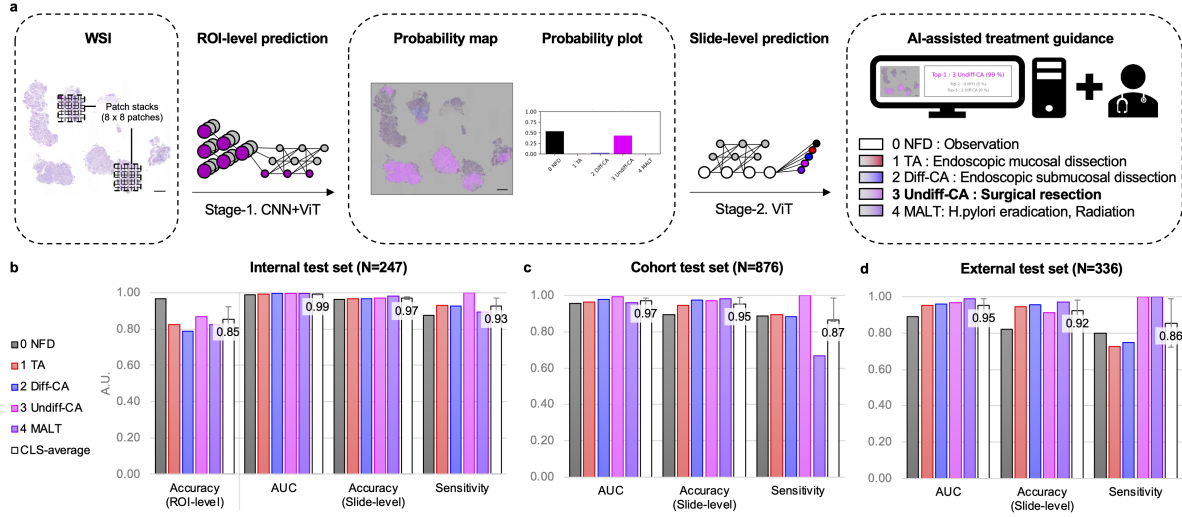 a
WSI
ROI-level prediction
Probability map
Probability plot
Slide-level prediction
AI-assisted treatment guidance
Patch stacks
(8 x 8 patches)
Stage-1. CNN+ViT
1.00
0.75
0.50
0.25
0.00
0 NFD
1 TA
2 Diff-CA
3 Undiff-CA
4 MALT
Stage-2. ViT
Top-1 : 3 Undiff-CA (99 %)
0 NFD : Observation
1 TA : Endoscopic mucosal dissection
2 Diff-CA : Endoscopic submucosal dissection
3 Undiff-CA : Surgical resection
4 MALT: H.pylori eradication, Radiation
b
Internal test set (N=247)
0 NFD
1 TA
2 Diff-CA
3 Undiff-CA
4 MALT
CLS-average
A.U.
1.00
0.80
0.60
0.40
0.20
0.00
0.85
0.99
0.97
0.93
Accuracy
(ROI-level)
AUC
Accuracy
(Slide-level)
Sensitivity
c
Cohort test set (N=876)
1.00
0.80
0.60
0.40
0.20
0.00
0.97
0.95
0.87
AUC
Accuracy
(Slide-level)
Sensitivity
d
External test set (N=336)
1.00
0.80
0.60
0.40
0.20
0.00
0.95
0.92
0.86
AUC
Accuracy
(Slide-level)
Sensitivity